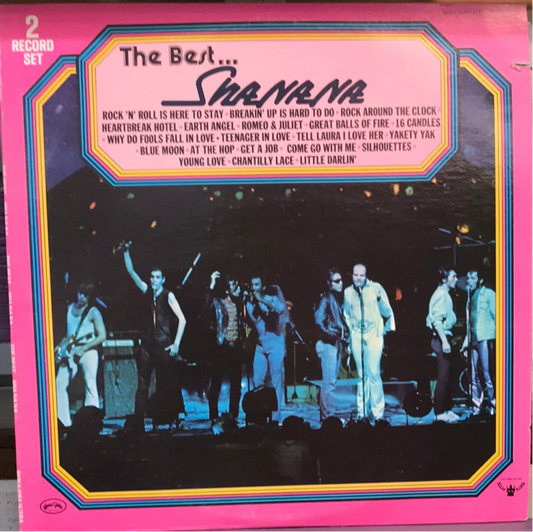 2
RECORD
SET
The Best...
SHANANA
ROCK 'N' ROLL IS HERE TO STAY • BREAKIN' UP IS HARD TO DO • ROCK AROUND THE CLOCK •
HEARTBREAK HOTEL • EARTH ANGEL • ROMEO & JULIET • GREAT BALLS OF FIRE • 16 CANDLES
• WHY DO FOOLS FALL IN LOVE • TEENAGER IN LOVE • TELL LAURA I LOVE HER • YAKETY YAK
• BLUE MOON • AT THE HOP • GET A JOB • COME GO WITH ME • SILHOUETTES •
YOUNG LOVE • CHANTILLY LACE • LITTLE DARLIN'